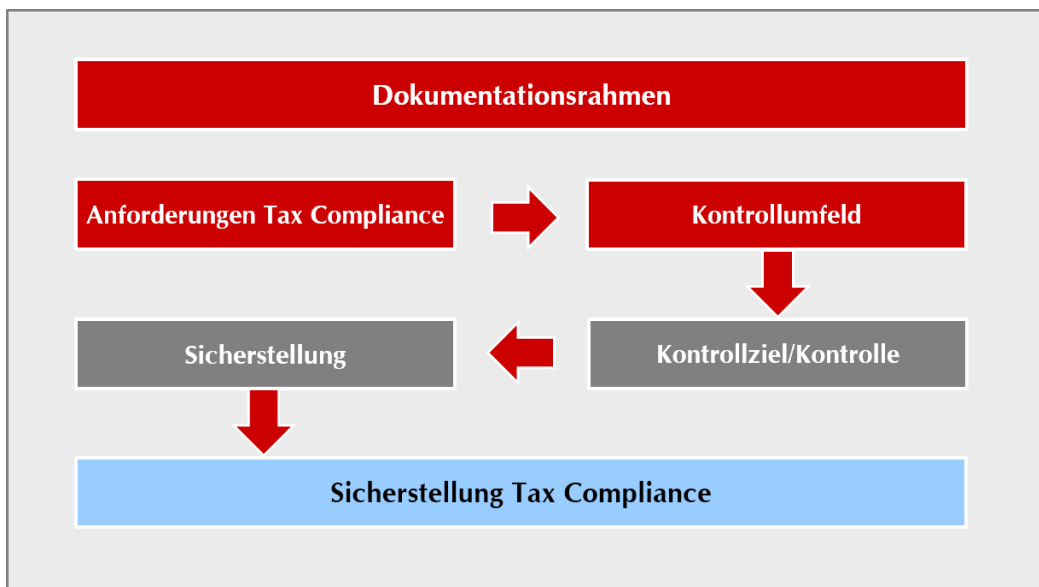 Dokumentationsrahmen
Anforderungen Tax Compliance
Kontrollumfeld
Sicherstellung
Kontrollziel/Kontrolle
Sicherstellung Tax Compliance